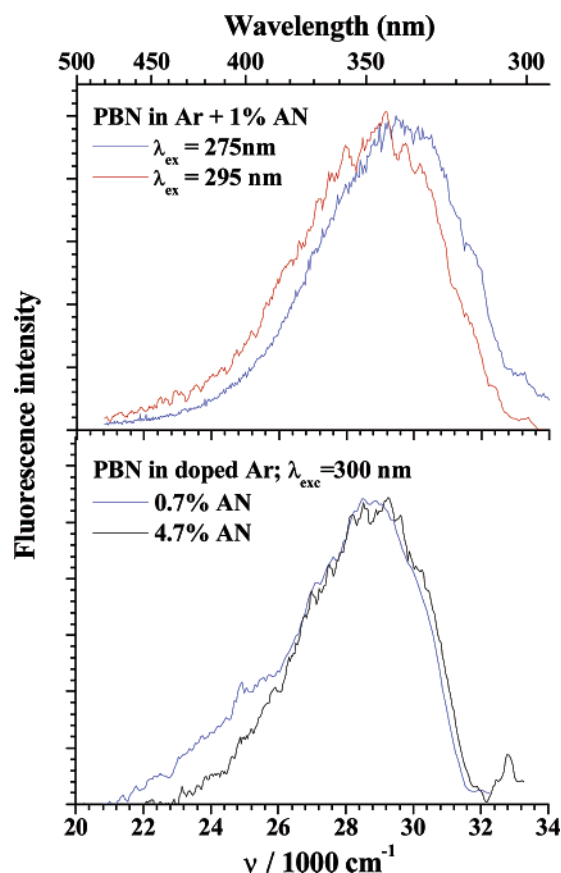 Wavelength (nm)
500 450 400 350 300
PBN in Ar + 1% AN
λex = 275nm
λex = 295 nm
Fluorescence intensity
PBN in doped Ar; λexc=300 nm
0.7% AN
4.7% AN
20 22 24 26 28 30 32 34
ν / 1000 cm⁻¹